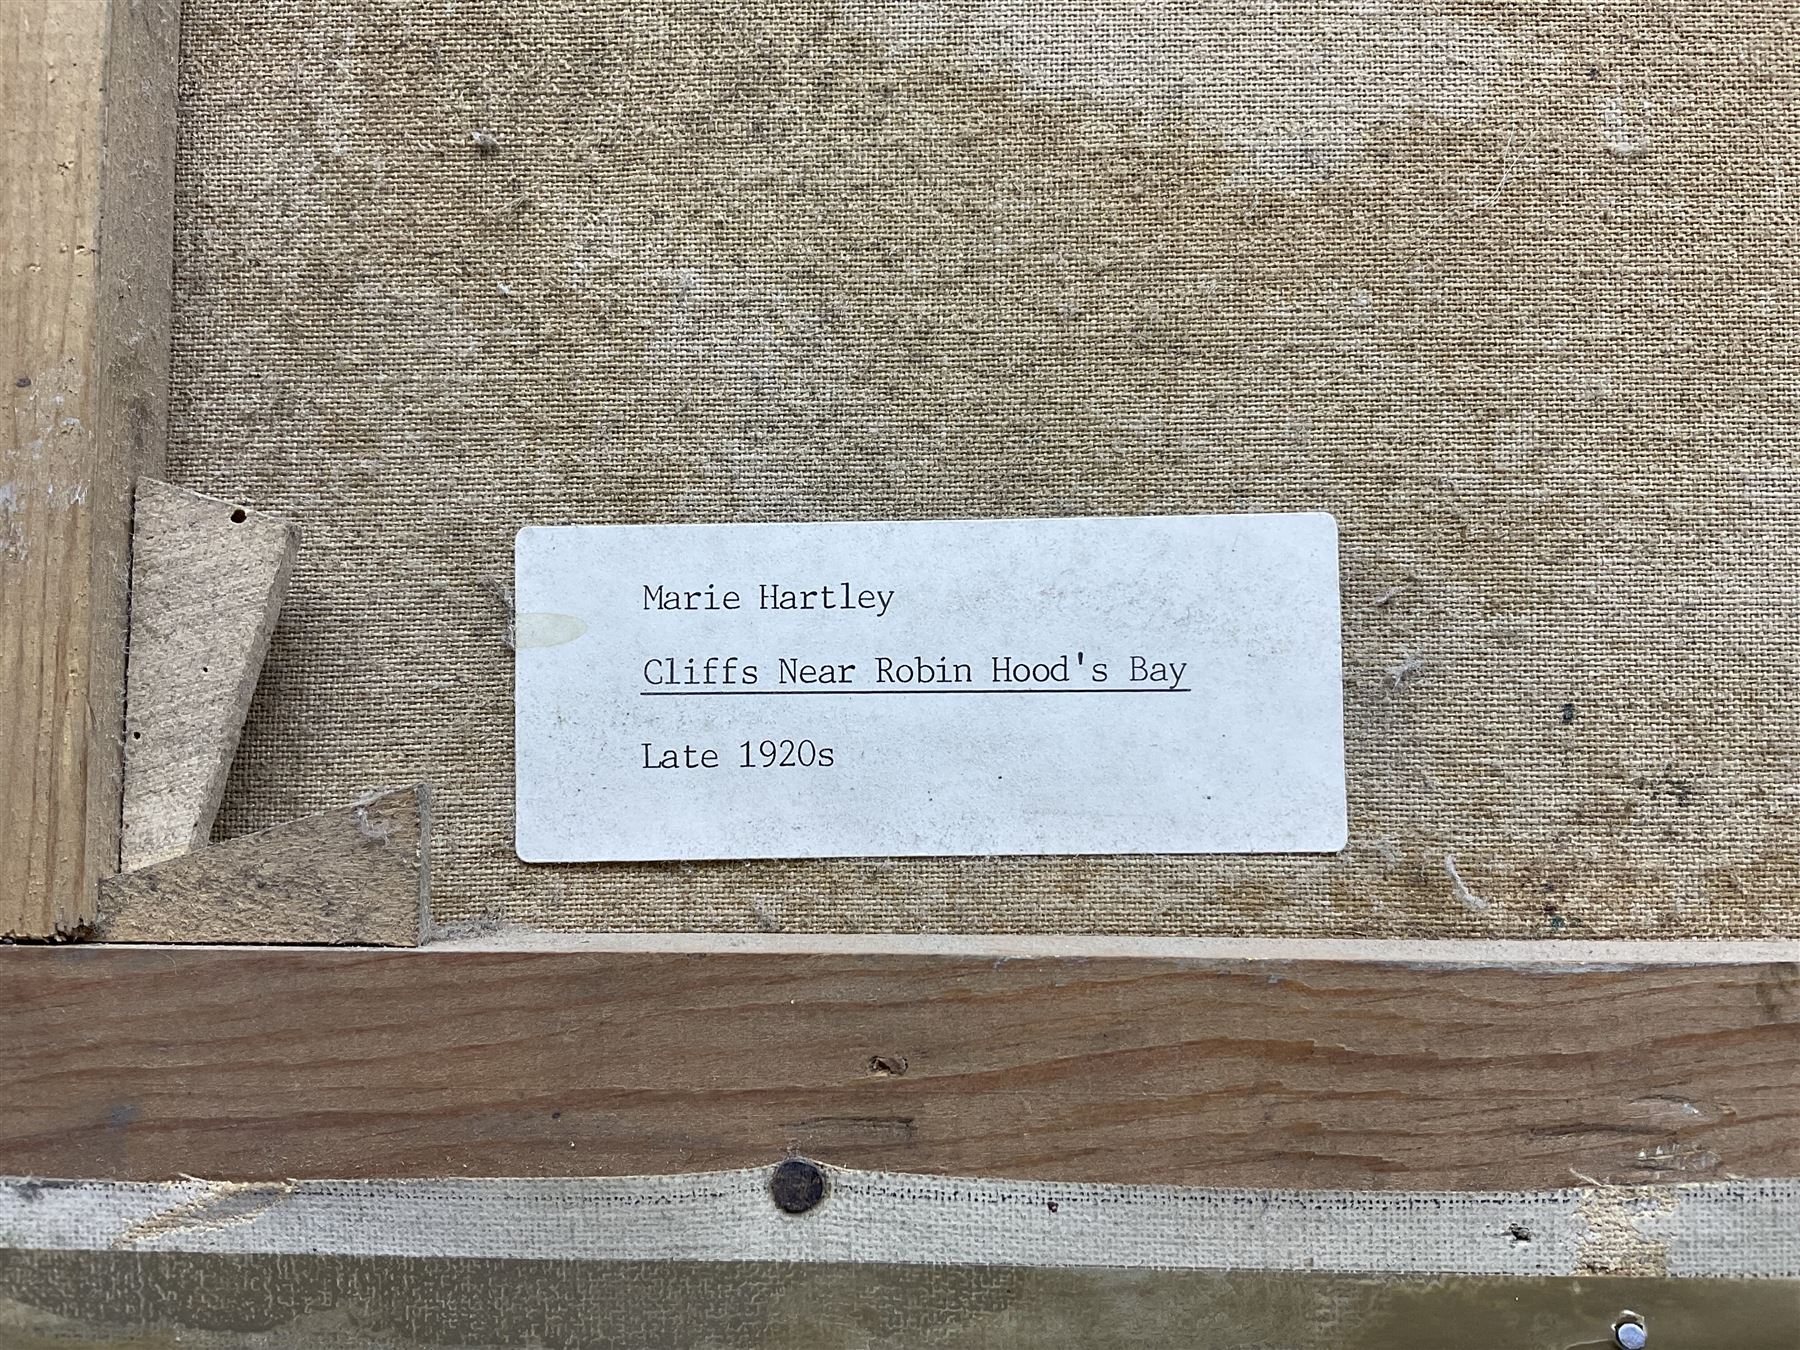 Marie Hartley
Cliffs Near Robin Hood's Bay
Late 1920s